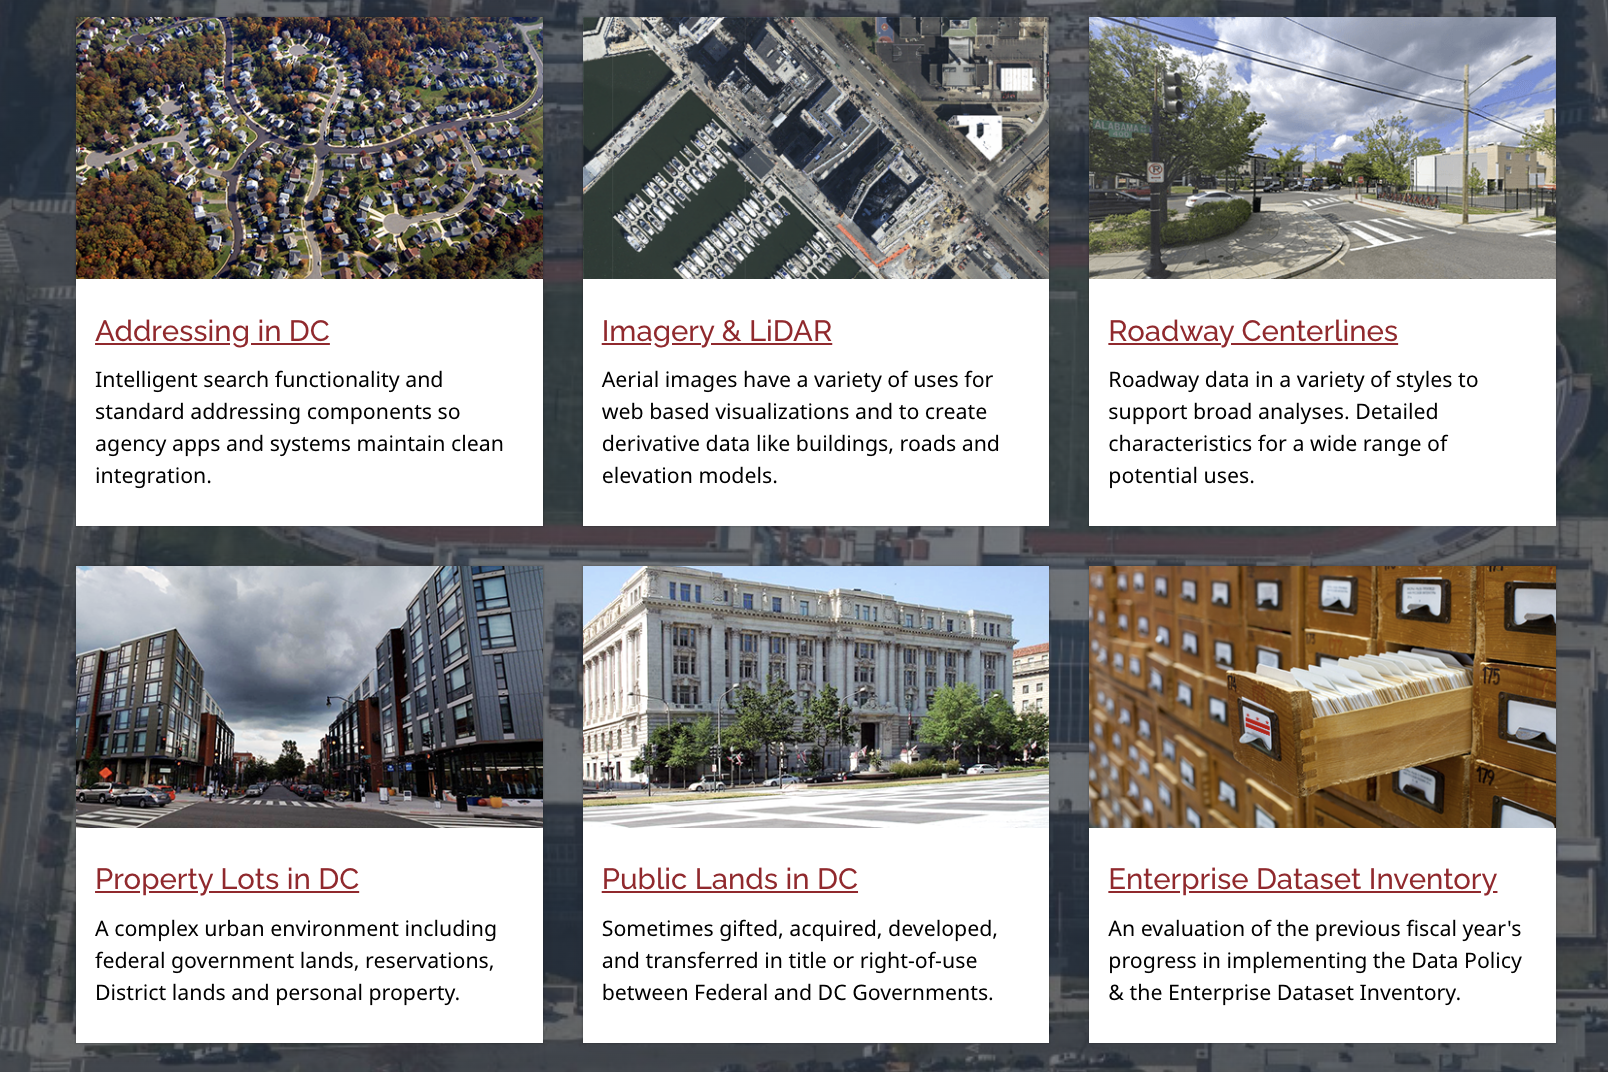 ALABAMA
Addressing in DC
Intelligent search functionality and
standard addressing components so
agency apps and systems maintain clean
integration.
Imagery & LiDAR
Aerial images have a variety of uses for
web based visualizations and to create
derivative data like buildings, roads and
elevation models.
Roadway Centerlines
Roadway data in a variety of styles to
support broad analyses. Detailed
characteristics for a wide range of
potential uses.
174
175
179
Property Lots in DC
A complex urban environment including
federal government lands, reservations,
District lands and personal property.
Public Lands in DC
Sometimes gifted, acquired, developed,
and transferred in title or right-of-use
between Federal and DC Governments.
Enterprise Dataset Inventory
An evaluation of the previous fiscal year's
progress in implementing the Data Policy
& the Enterprise Dataset Inventory.